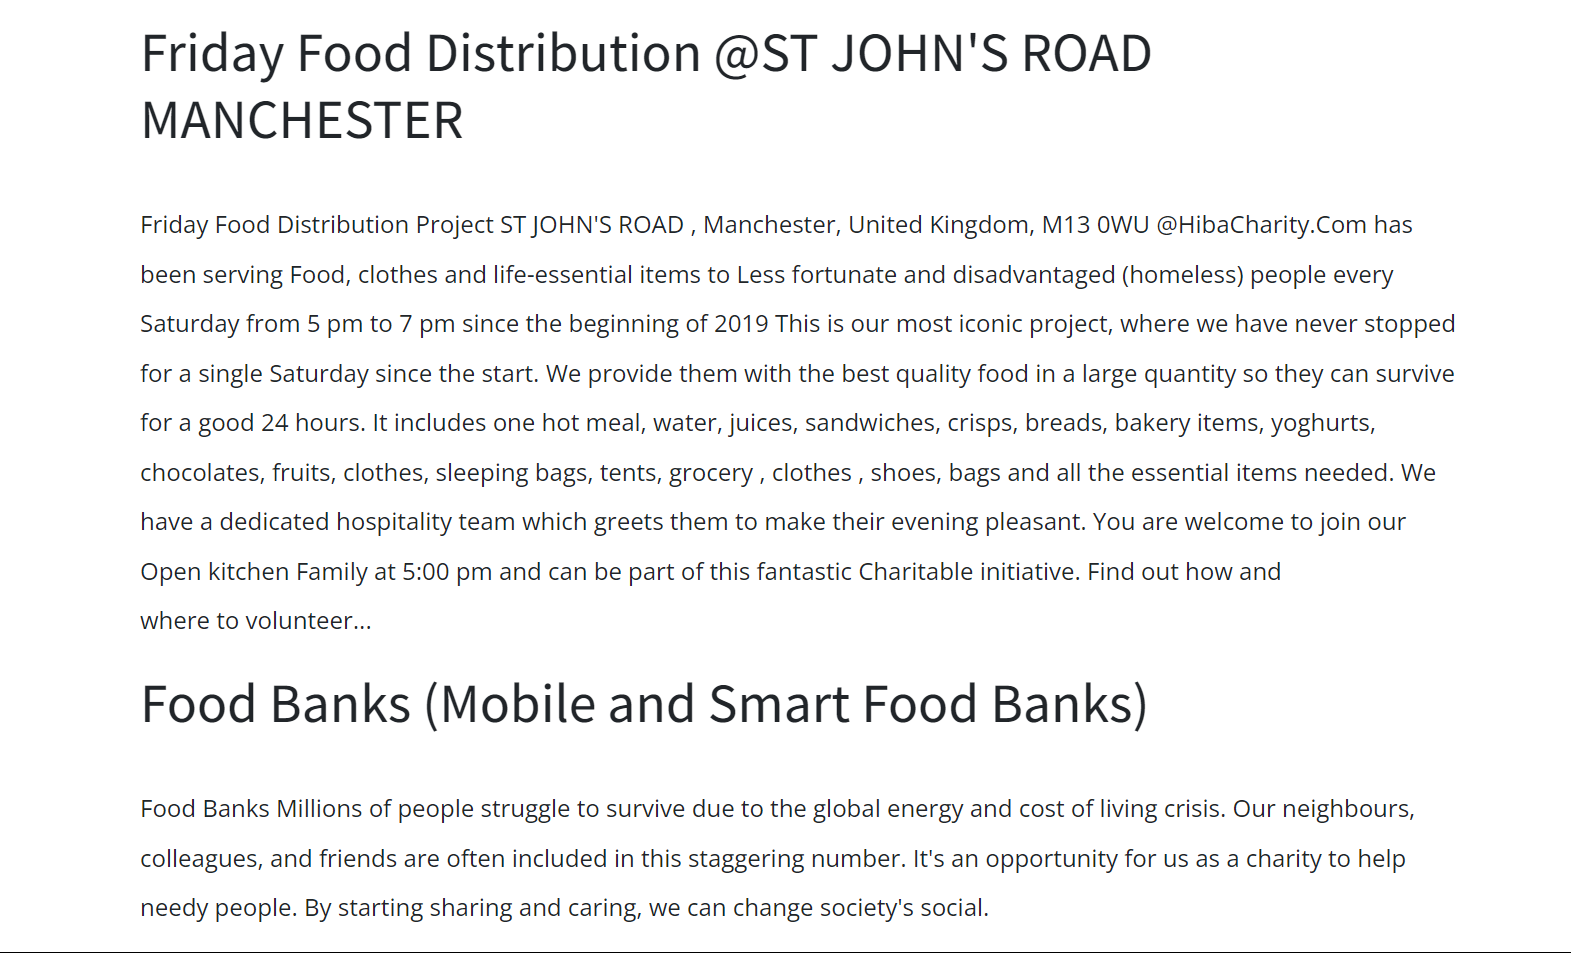 Friday Food Distribution @ST JOHN'S ROAD
MANCHESTER
Friday Food Distribution Project ST JOHN'S ROAD , Manchester, United Kingdom, M13 0WU @HibaCharity.Com has
been serving Food, clothes and life-essential items to Less fortunate and disadvantaged (homeless) people every
Saturday from 5 pm to 7 pm since the beginning of 2019 This is our most iconic project, where we have never stopped
for a single Saturday since the start. We provide them with the best quality food in a large quantity so they can survive
for a good 24 hours. It includes one hot meal, water, juices, sandwiches, crisps, breads, bakery items, yoghurts,
chocolates, fruits, clothes, sleeping bags, tents, grocery , clothes , shoes, bags and all the essential items needed. We
have a dedicated hospitality team which greets them to make their evening pleasant. You are welcome to join our
Open kitchen Family at 5:00 pm and can be part of this fantastic Charitable initiative. Find out how and
where to volunteer...
Food Banks (Mobile and Smart Food Banks)
Food Banks Millions of people struggle to survive due to the global energy and cost of living crisis. Our neighbours,
colleagues, and friends are often included in this staggering number. It's an opportunity for us as a charity to help
needy people. By starting sharing and caring, we can change society's social.